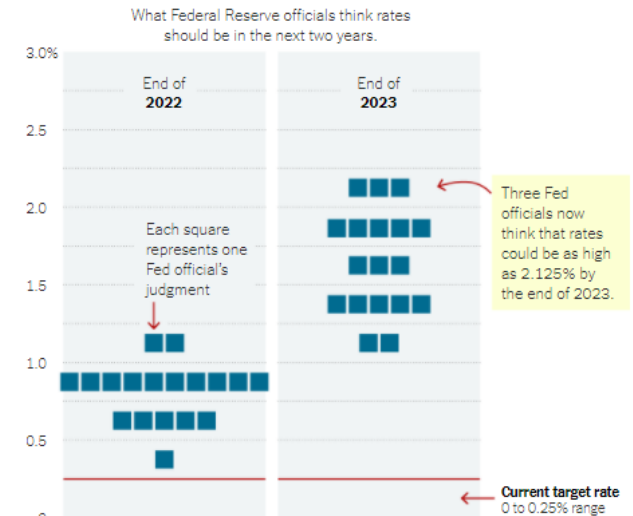 What Federal Reserve officials think rates
should be in the next two years.
3.0%
End of
2022
End of
2023
2.5
2.0
Three Fed
officials now
think that rates
could be as high
as 2.125% by
the end of 2023.
Each square
represents one
Fed official's
judgment
1.5
1.0
0.5
Current target rate
0 to 0.25% range
0